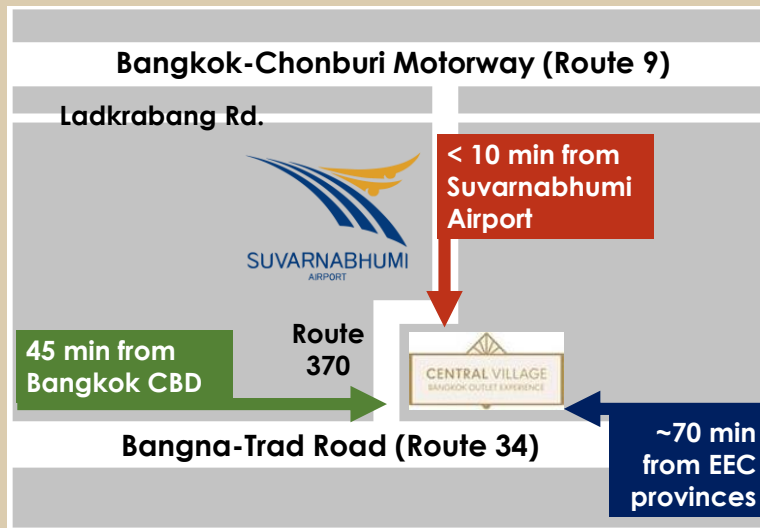 Bangkok-Chonburi Motorway (Route 9)
Ladkrabang Rd.
< 10 min from
Suvarnabhumi
Airport
SUVARNABHUMI
AIRPORT
Route
370
45 min from
Bangkok CBD
CENTRAL VILLAGE
BANGKOK OUTLET EXPERIENCE
Bangna-Trad Road (Route 34)
~70 min
from EEC
provinces